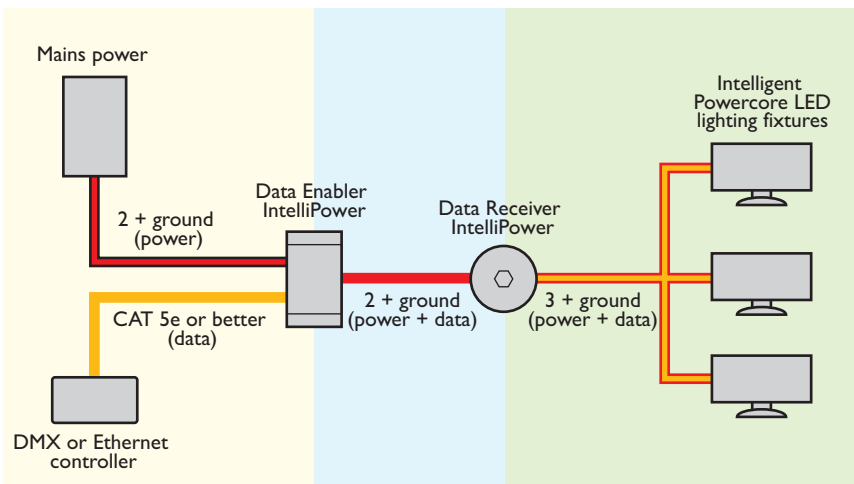 Mains power
Intelligent
Powercore LED
lighting fixtures
Data Enabler
IntelliPower
Data Receiver
IntelliPower
2 + ground
(power)
2 + ground
(power + data)
3 + ground
(power + data)
CAT 5e or better
(data)
DMX or Ethernet
controller